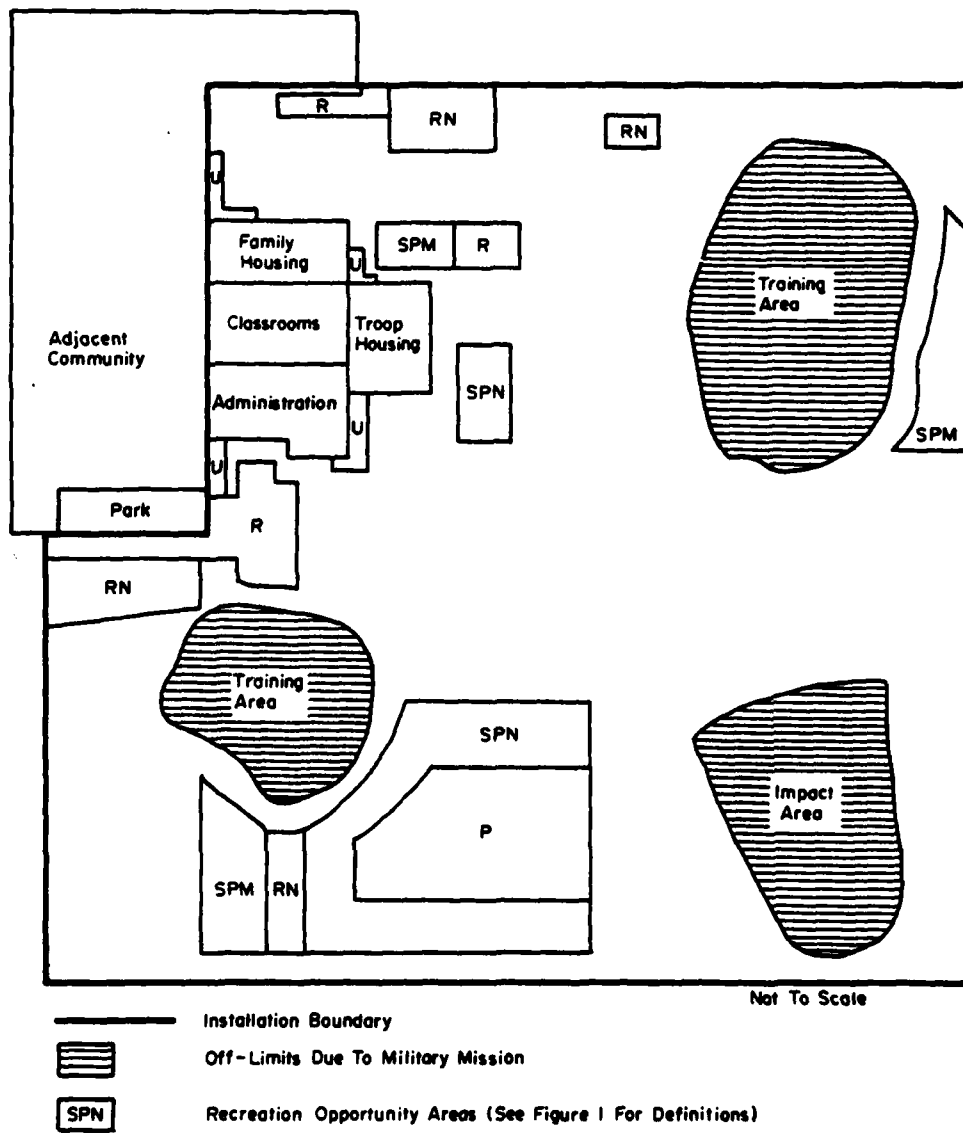 R
RN
RN
U
Family
Housing
SPM
R
U
Training
Area
Classrooms
Troop
Housing
Adjacent
Community
SPN
Administration
U
SPM
U
Park
R
RN
Training
Area
SPN
Impact
Area
P
SPM
RN
Not To Scale
Installation Boundary
Off-Limits Due To Military Mission
SPN
Recreation Opportunity Areas (See Figure 1 For Definitions)